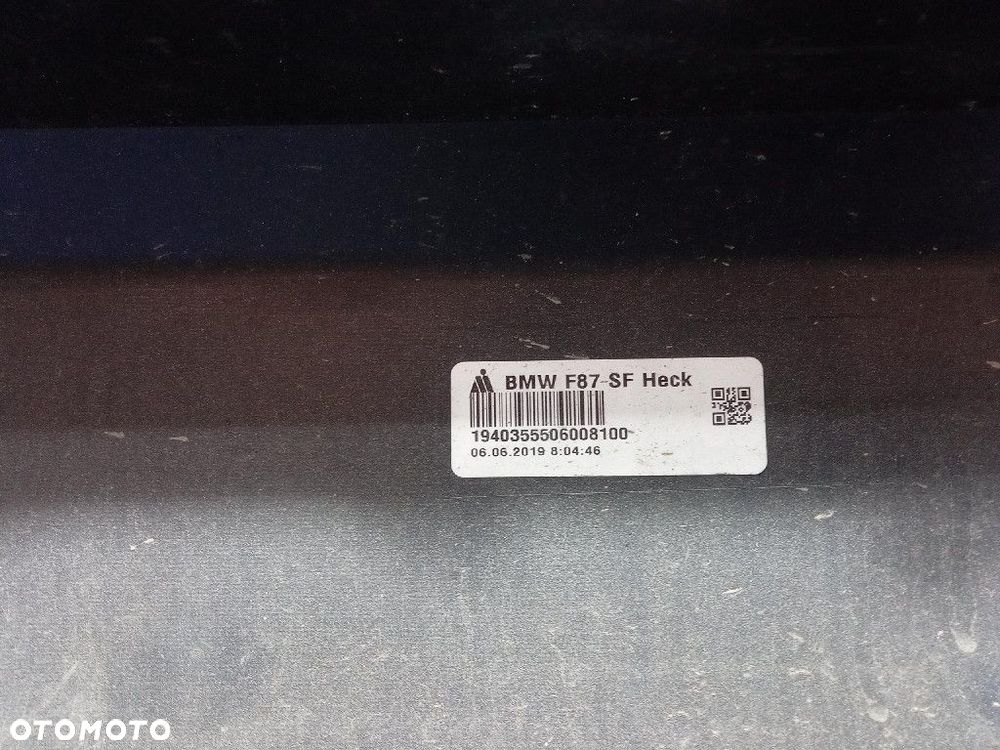 BMW F87-SF Heck
1940355506008100
06.06.2019 8:04:46
OTOMOTO